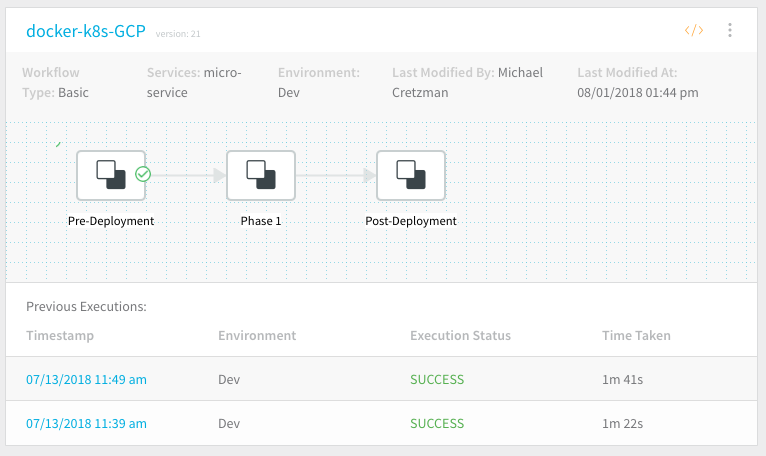 docker-k8s-GCP version: 21 </>
Workflow Services: micro- Environment: Last Modified By: Michael Last Modified At:
Type: Basic service Dev Cretzman 08/01/2018 01:44 pm
Pre-Deployment Phase 1 Post-Deployment
Previous Executions:
Timestamp Environment Execution Status Time Taken
07/13/2018 11:49 am Dev SUCCESS 1m 41s
07/13/2018 11:39 am Dev SUCCESS 1m 22s